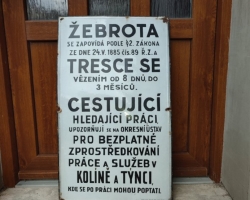 ŽEBROTA
SE ZAPOVÍDÁ PODLE §2. ZÁKONA
ZE DNE 24.V. 1885 čís. 89 Ř.Z. A
TRESCE SE
VĚZENÍM OD 8 DNŮ, DO
3 MĚSÍCŮ.
CESTUJÍCÍ
HLEDAJÍCÍ PRÁCI,
UPOZORŇUJÍ SE NA OKRESNÍ ÚSTAV
PRO BEZPLATNÉ
ZPROSTŘEDKOVÁNÍ
PRÁCE A SLUŽEB V
KOLÍNĚ A TÝNCI,
KDE SE PO PRÁCI MOHOU POPTATI.